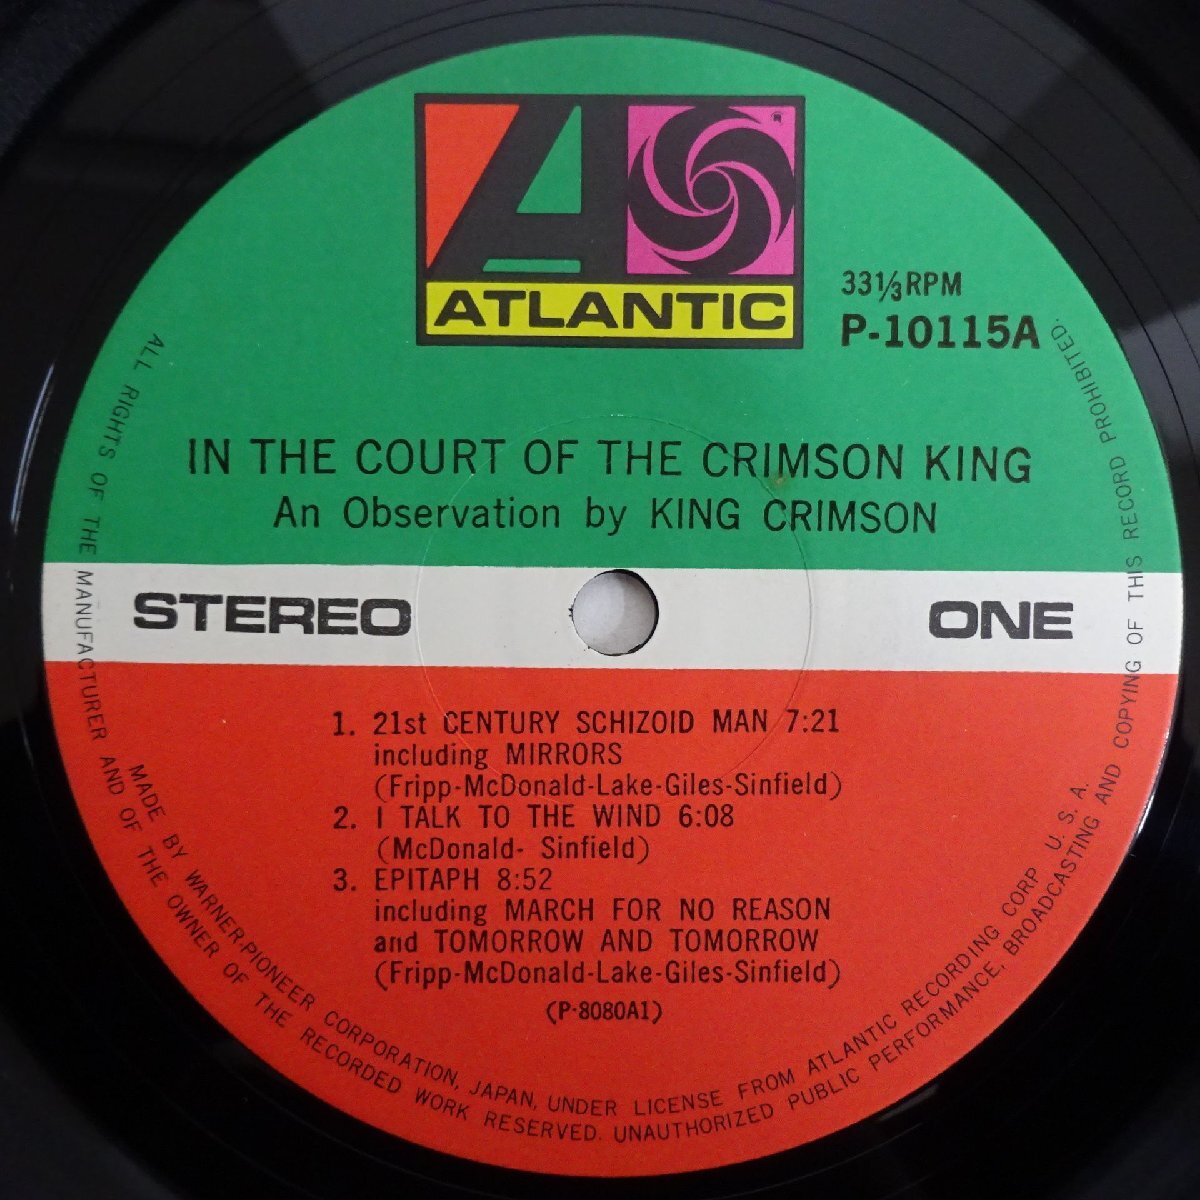 ATLANTIC
®
33⅓RPM
P-10115A
IN THE COURT OF THE CRIMSON KING
An Observation by KING CRIMSON
STEREO
ONE
1. 21st CENTURY SCHIZOID MAN 7:21
including MIRRORS
(Fripp-McDonald-Lake-Giles-Sinfield)
2. I TALK TO THE WIND 6:08
(McDonald- Sinfield)
3. EPITAPH 8:52
including MARCH FOR NO REASON
and TOMORROW AND TOMORROW
(Fripp-McDonald-Lake-Giles-Sinfield)
(P-8080A1)
MADE BY WARNER-PIONEER CORPORATION, JAPAN, UNDER LICENSE FROM ATLANTIC RECORDING CORP U. S. A.
ALL RIGHTS OF THE MANUFACTURER AND OF THE OWNER OF THE RECORDED WORK RESERVED. UNAUTHORIZED PUBLIC PERFORMANCE, BROADCASTING AND COPYING OF THIS RECORD PROHIBITED.